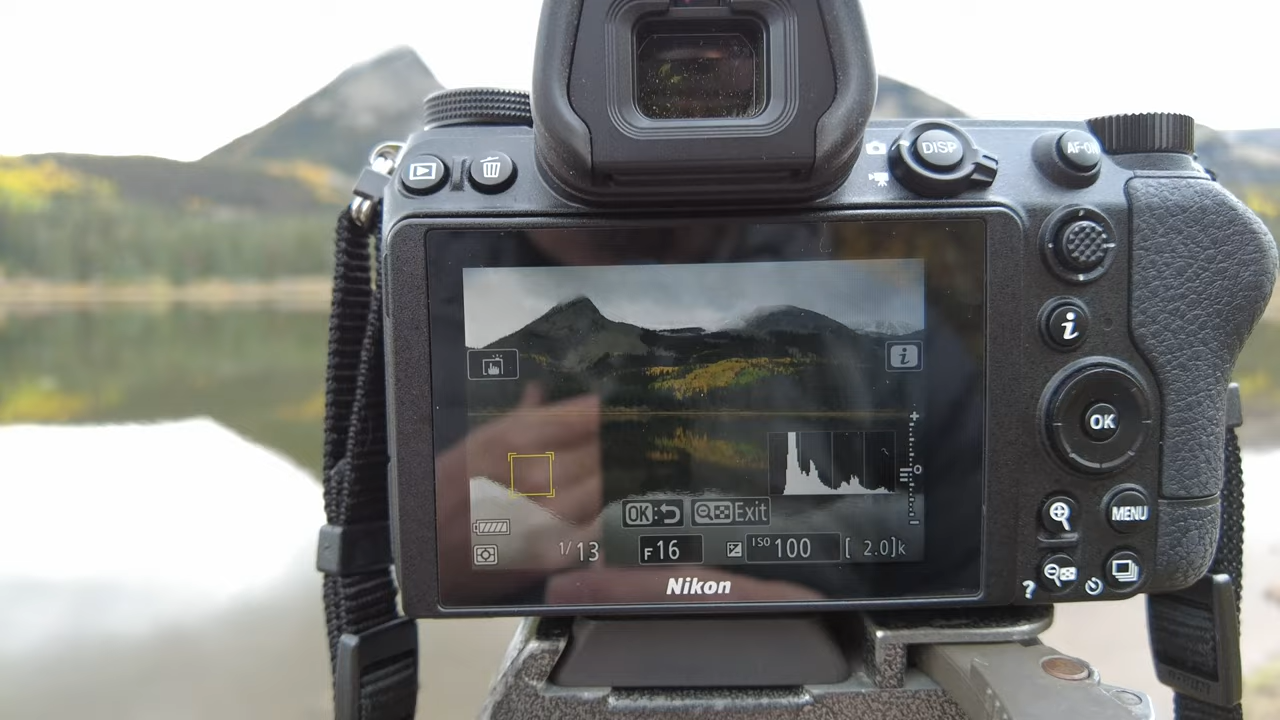 DISP
AF-ON
i
i
OK
OK: Exit
1/13 F16 ISO 100 [ 2.0]k
MENU
?
Nikon